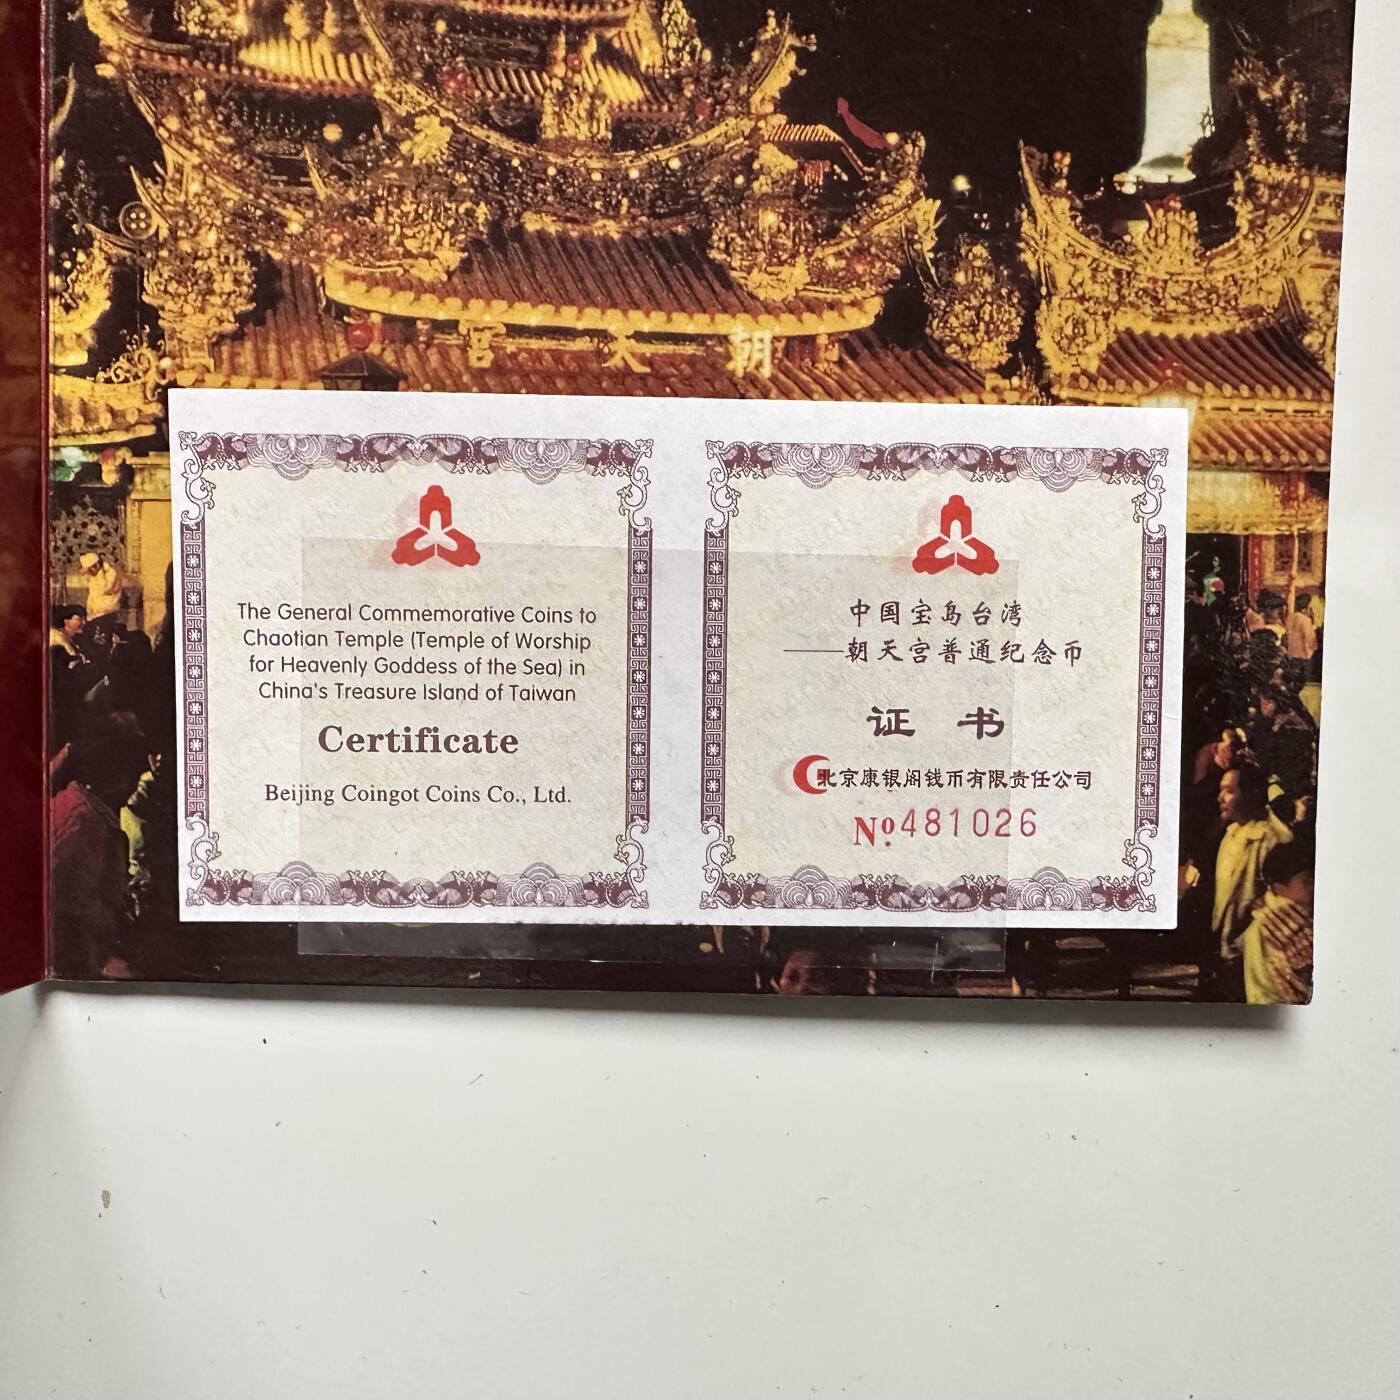 宮 天 朝
The General Commemorative Coins to
Chaotian Temple (Temple of Worship
for Heavenly Goddess of the Sea) in
China's Treasure Island of Taiwan
Certificate
Beijing Coingot Coins Co., Ltd.
中国宝岛台湾
——朝天宫普通纪念币
证 书
北京康银阁钱币有限责任公司
№481026